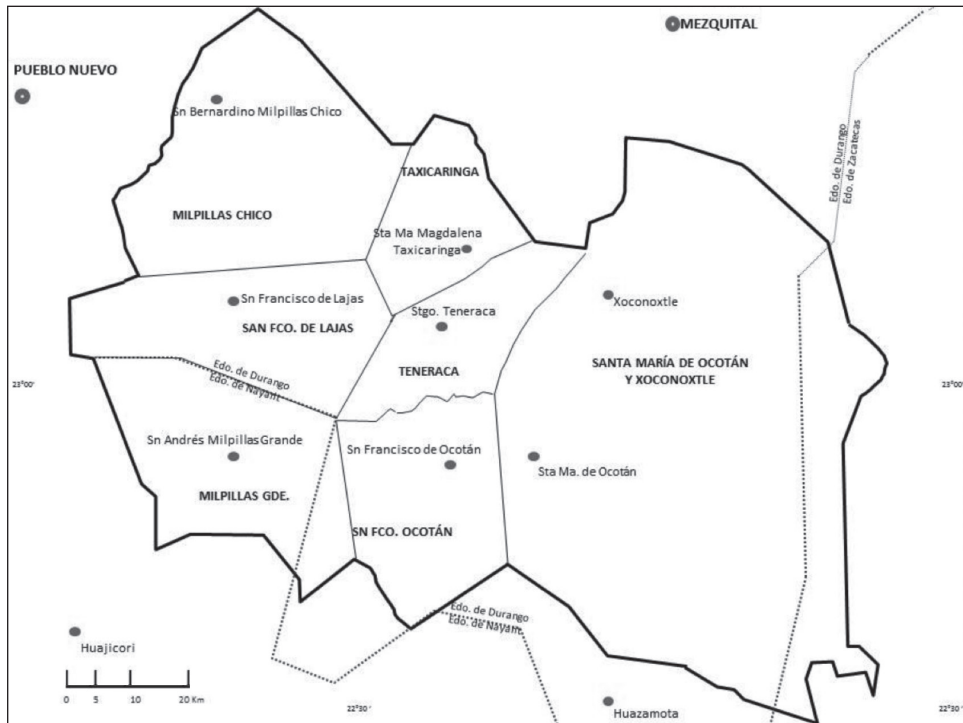 MEZQUITAL
PUEBLO NUEVO
Sn Bernardino Milpillas Chico
Edo. de Durango
Edo. de Zacatecas
TAXICARINGA
MILPILLAS CHICO
Sta Ma Magdalena
Taxicaringa
Sn Francisco de Lajas
Xoconoxtle
Stgo. Teneraca
SAN FCO. DE LAJAS
SANTA MARÍA DE OCOTÁN
Y XOCONOXTLE
TENERACA
Edo. de Durango
Edo. de Nayarit
23°00'
23°00'
Sn Andrés Milpillas Grande
Sn Francisco de Ocotán
Sta Ma. de Ocotán
MILPILLAS GDE.
SN FCO. OCOTÁN
Edo. de Durango
Edo. de Nayarit
Huajicori
0 5 10 20 Km
22°30'
Huazamota
22°30'